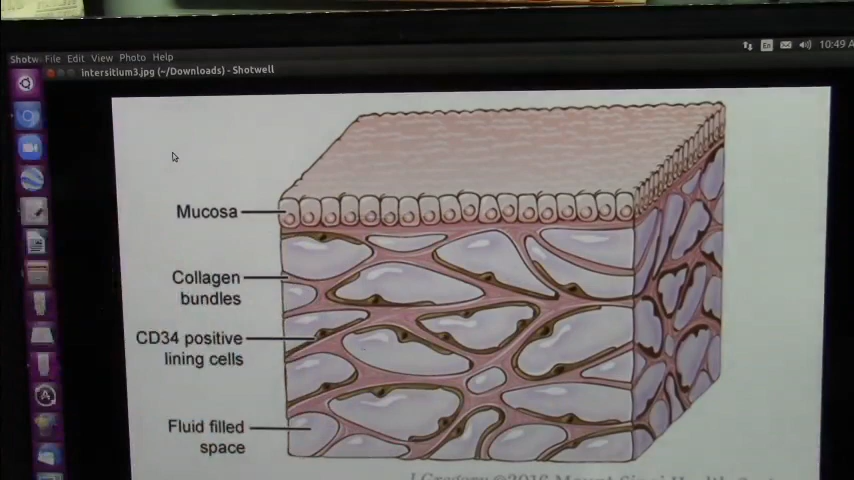 Shotw File Edit View Photo Help
En
10:49 A
intersitium3.jpg (~/Downloads) - Shotwell
Mucosa
Collagen
bundles
CD34 positive
lining cells
Fluid filled
space